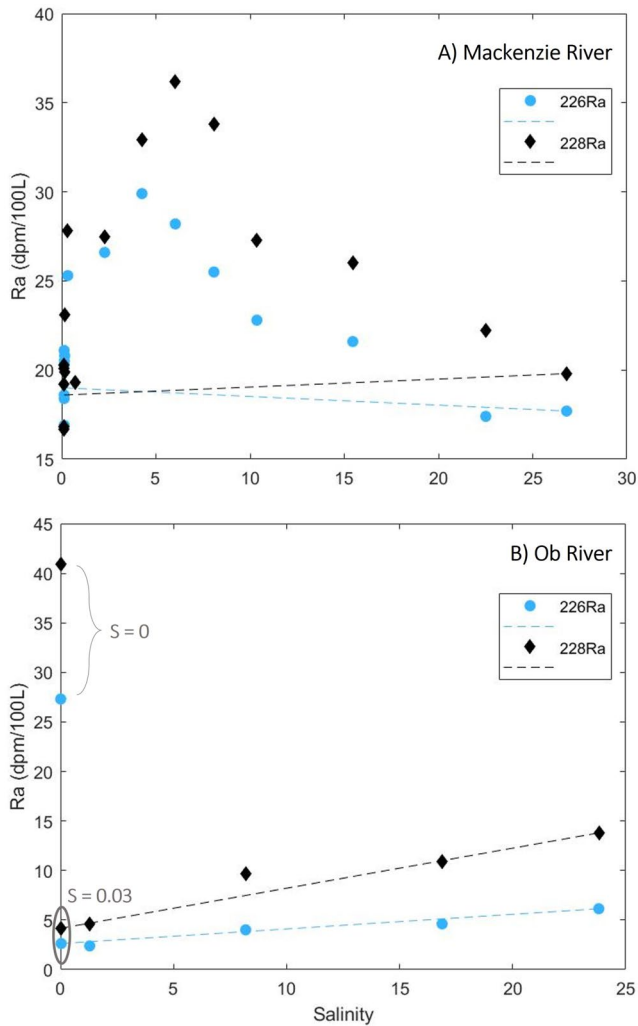 40
35
30
25
20
15
Ra (dpm/100L)
A) Mackenzie River
226Ra
228Ra
0 5 10 15 20 25 30
45
40
35
30
25
20
15
10
5
0
Ra (dpm/100L)
B) Ob River
226Ra
228Ra
S = 0
S = 0.03
0 5 10 15 20 25
Salinity